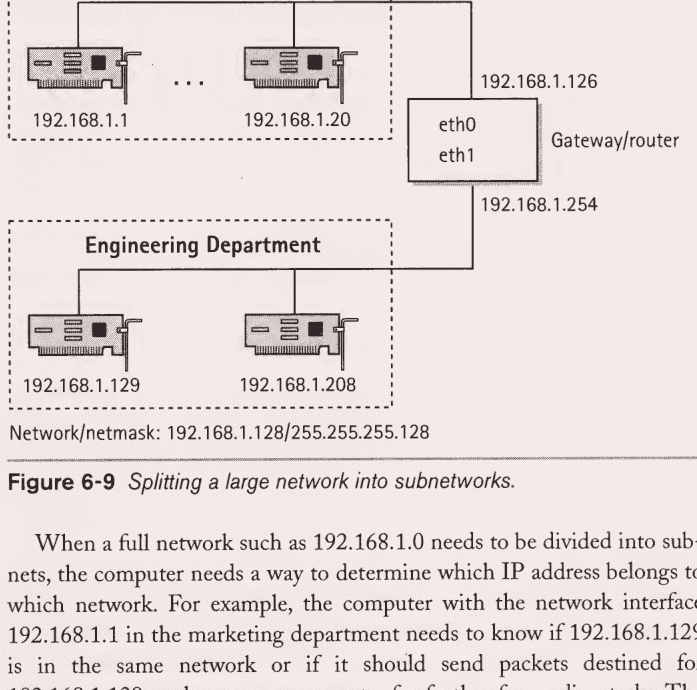 192.168.1.126
...
192.168.1.1
192.168.1.20
eth0
eth1
Gateway/router
192.168.1.254
Engineering Department
192.168.1.129
192.168.1.208
Network/netmask: 192.168.1.128/255.255.255.128
Figure 6-9 Splitting a large network into subnetworks.
When a full network such as 192.168.1.0 needs to be divided into sub-
nets, the computer needs a way to determine which IP address belongs to
which network. For example, the computer with the network interface
192.168.1.1 in the marketing department needs to know if 192.168.1.129
is in the same network or if it should send packets destined fo